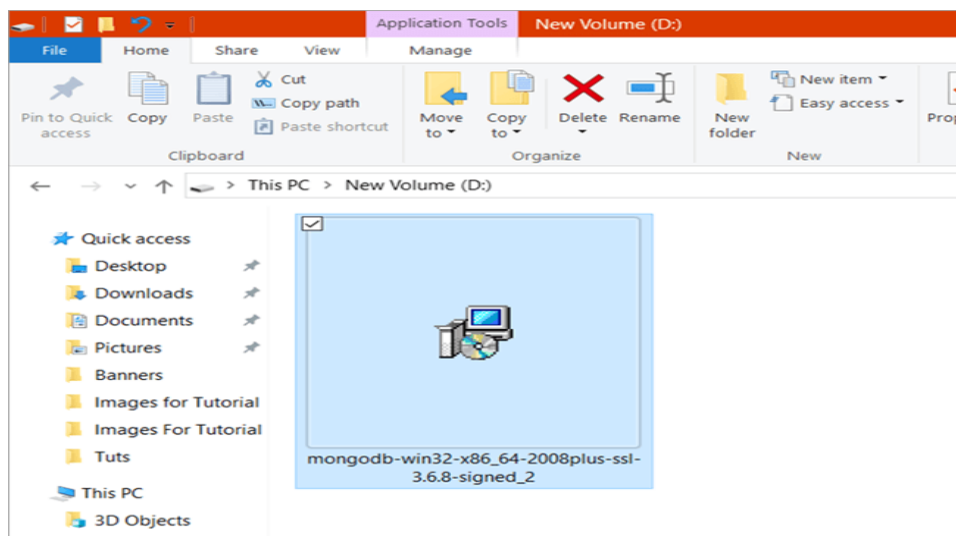 Application Tools
New Volume (D:)
File
Home
Share
View
Manage
Pin to Quick
access
Copy
Paste
Cut
Copy path
Paste shortcut
Move
to
Copy
to
Delete
Rename
New
folder
New item
Easy access
Clipboard
Organize
New
This PC > New Volume (D:)
Quick access
Desktop
Downloads
Documents
Pictures
Banners
Images for Tutorial
Images For Tutorial
Tuts
This PC
3D Objects
mongodb-win32-x86_64-2008plus-ssl-
3.6.8-signed_2